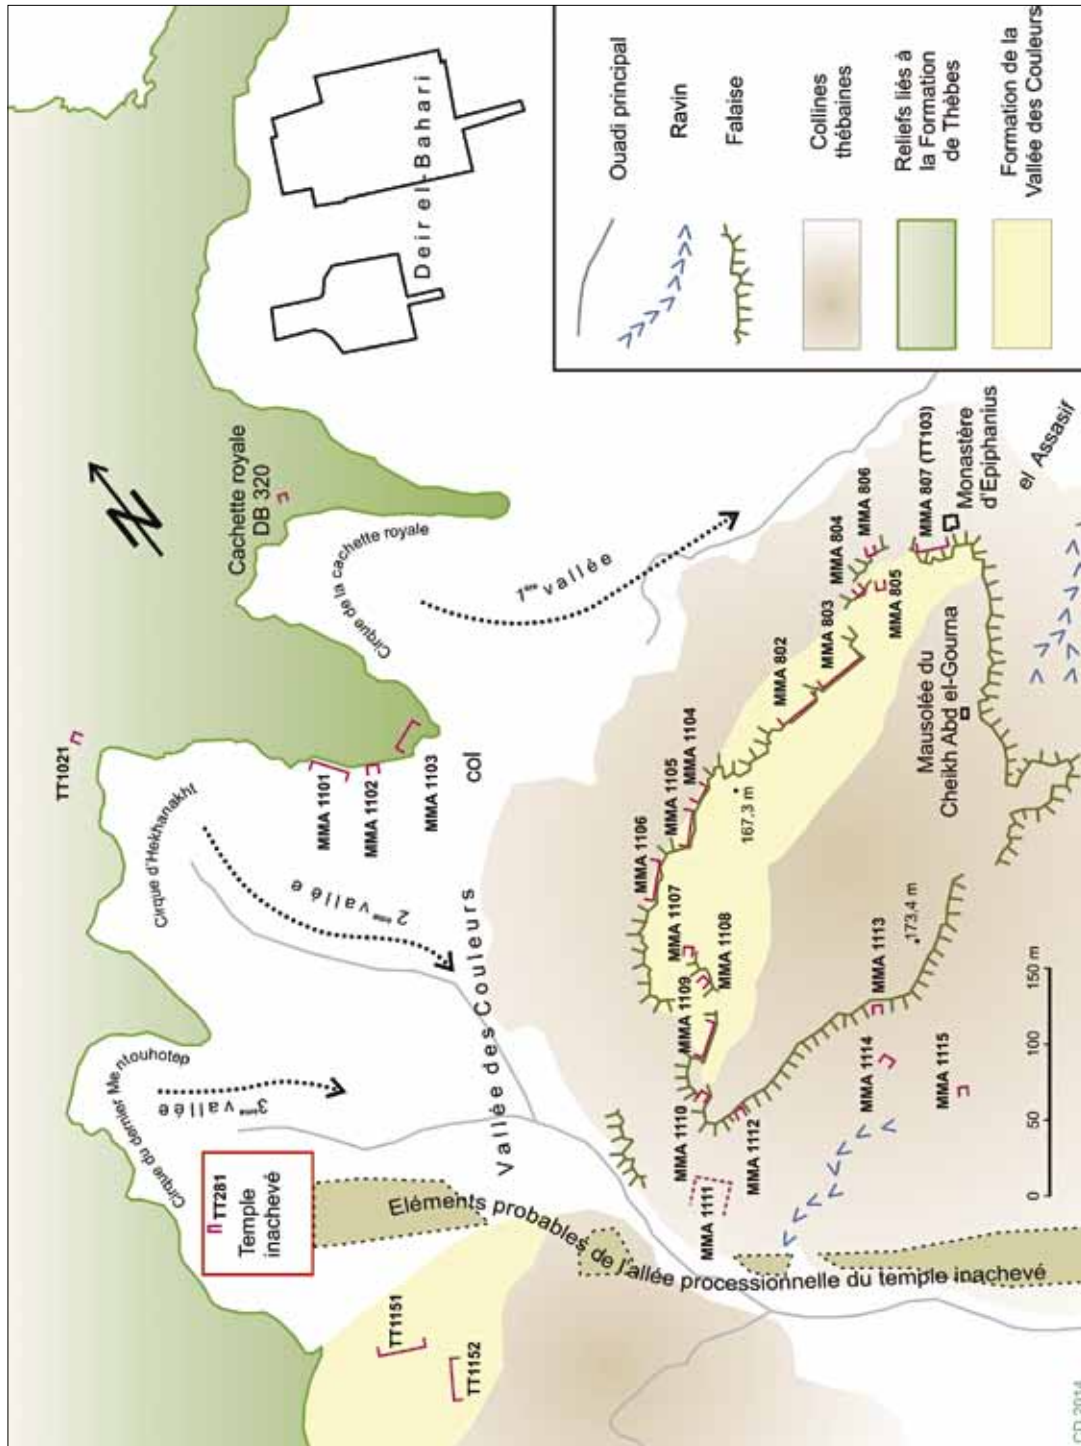 Deir el-Bahari
Ouadi principal
Ravin
Falaise
Collines
thébaines
Reliefs liés à
la Formation
de Thèbes
Formation de la
Vallée des Couleurs
N
Cachette royale
DB 320
Cirque de la cachette royale
1ère vallée
TT1021
Cirque d'Hekhanakht
2ème vallée
MMA 1101
MMA 1102
MMA 1103
col
Vallée des Couleurs
Cirque du dernier Mentouhotep
3ème vallée
TT281
Temple
inachevé
Eléments probables de l'allée processionnelle du temple inachevé
TT1151
TT1152
MMA 806
MMA 807 (TT103)
Monastère
d'Epiphanius
el Assasif
MMA 804
MMA 805
MMA 803
MMA 802
Mausolée du
Cheikh Abd el-Gourna
MMA 1104
MMA 1105
167,3 m
MMA 1106
MMA 1107
MMA 1108
MMA 1109
MMA 1110
MMA 1111
MMA 1112
MMA 1113
173,4 m
MMA 1114
MMA 1115
0 50 100 150 m
CD 2014